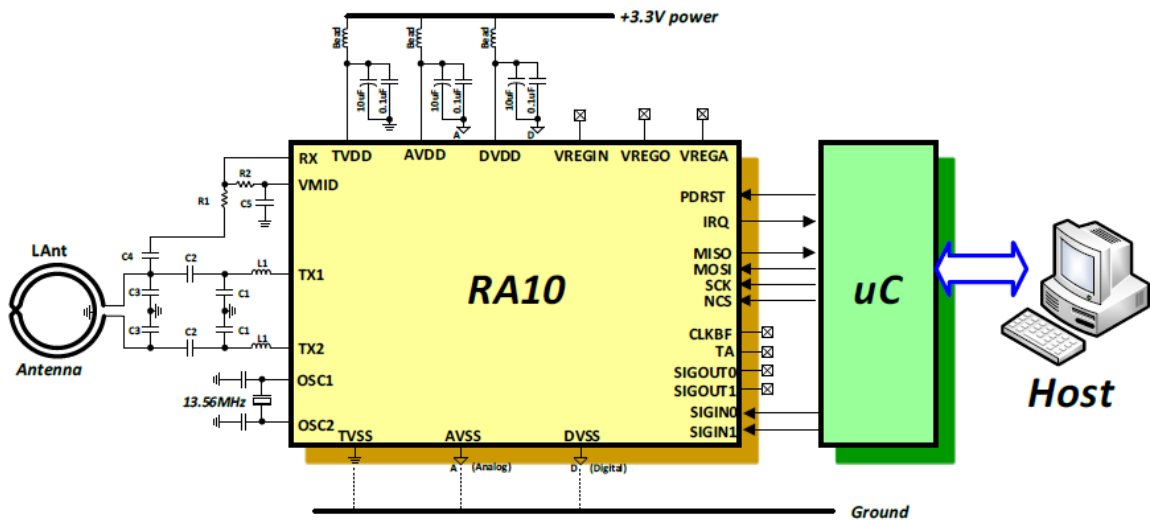 +3.3V power
Bead
Bead
Bead
10uF
0.1uF
10uF
0.1uF
10uF
0.1uF
A
D
RX
TVDD
AVDD
DVDD
VREGIN
VREGO
VREGA
R2
VMID
R1
C5
PDRST
IRQ
LAnt
C4
C2
L1
TX1
MISO
MOSI
SCK
NCS
RA10
uC
C3
C1
C3
C1
C2
L1
TX2
Antenna
CLKBF
TA
SIGOUT0
SIGOUT1
OSC1
13.56MHz
OSC2
SIGIN0
SIGIN1
Host
TVSS
AVSS
DVSS
A (Analog)
D (Digital)
Ground